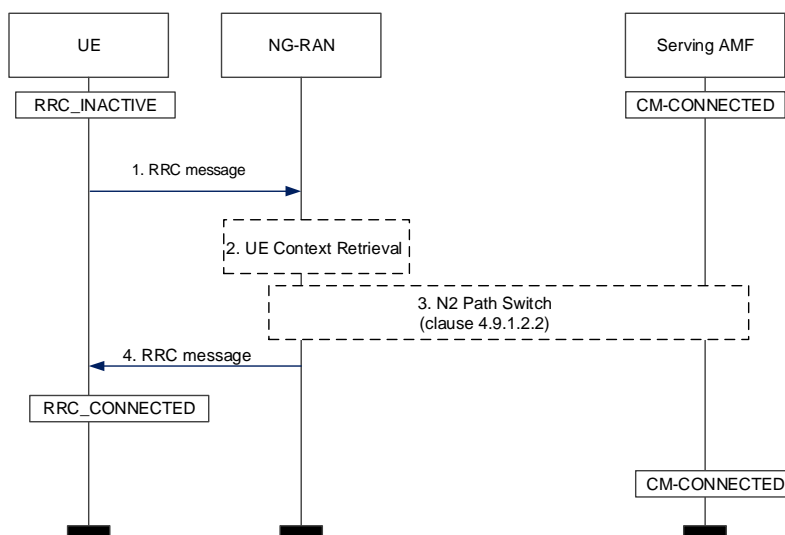 UE
NG-RAN
Serving AMF
RRC_INACTIVE
CM-CONNECTED
1. RRC message
2. UE Context Retrieval
3. N2 Path Switch
(clause 4.9.1.2.2)
4. RRC message
RRC_CONNECTED
CM-CONNECTED